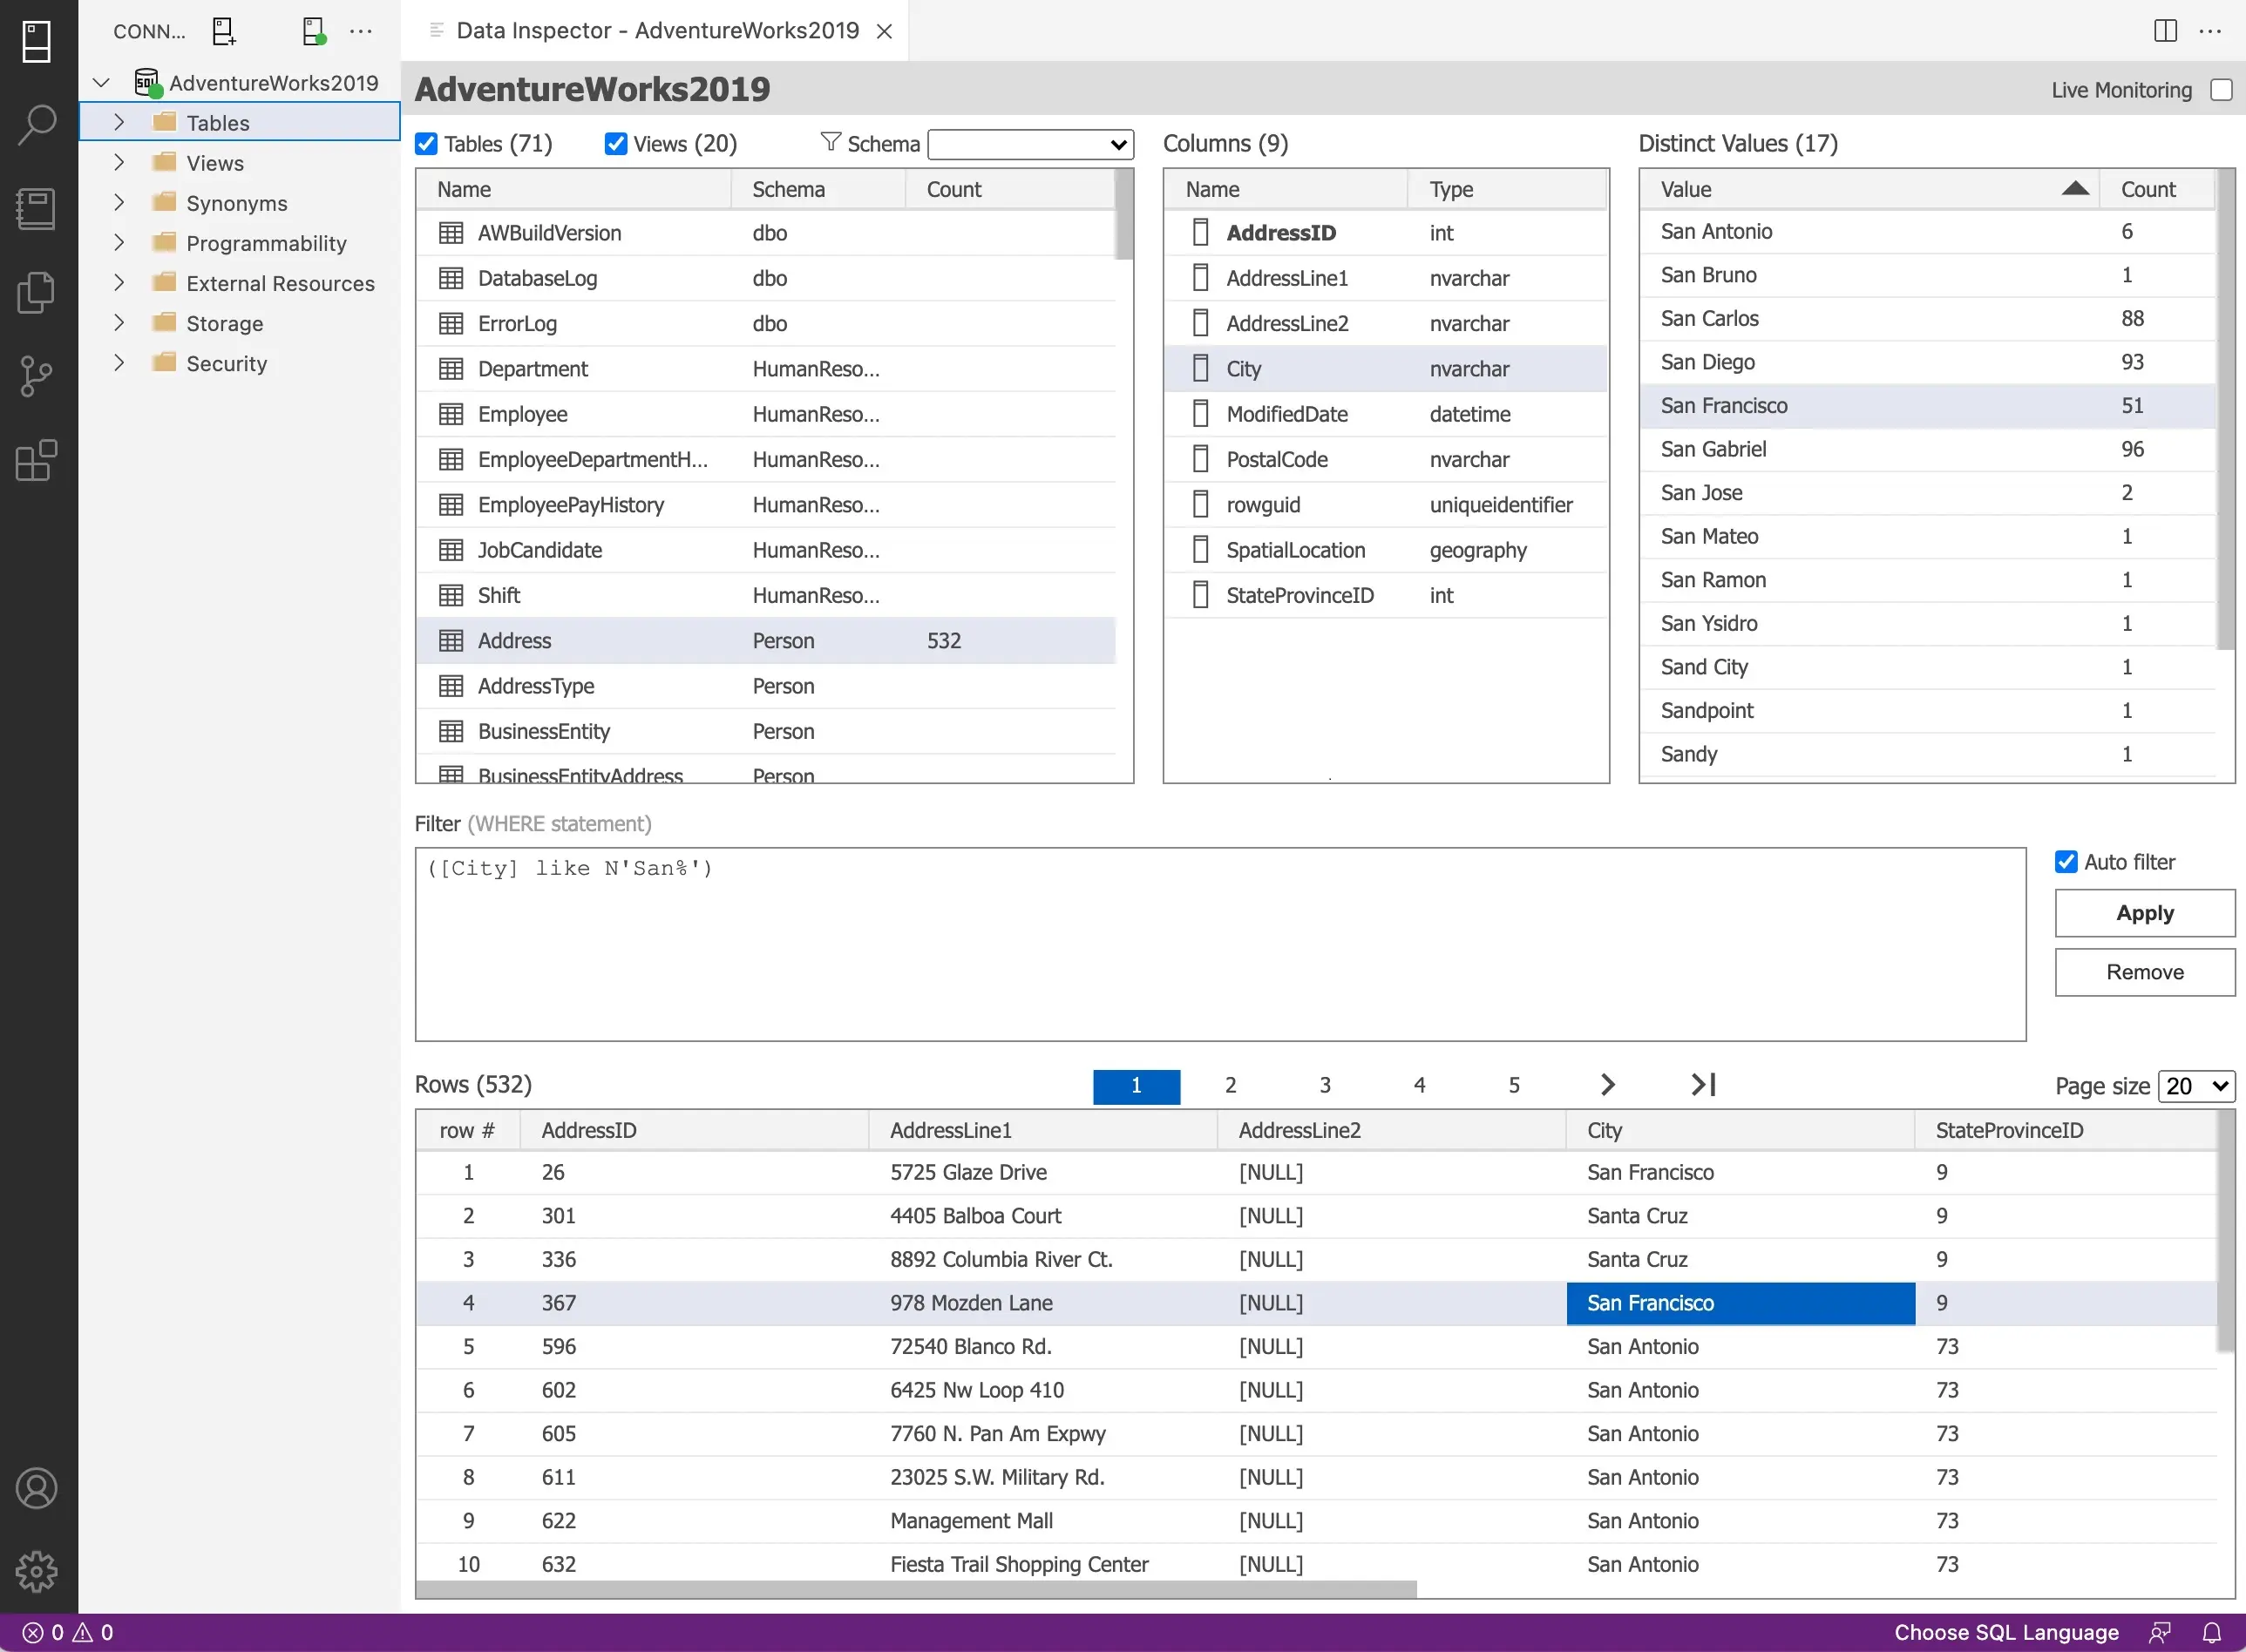 CONN...
AdventureWorks2019
Tables
Views
Synonyms
Programmability
External Resources
Storage
Security
Data Inspector - AdventureWorks2019
AdventureWorks2019
Live Monitoring
Tables (71) Views (20) Schema
Name Schema Count
AWBuildVersion dbo
DatabaseLog dbo
ErrorLog dbo
Department HumanReso...
Employee HumanReso...
EmployeeDepartmentH... HumanReso...
EmployeePayHistory HumanReso...
JobCandidate HumanReso...
Shift HumanReso...
Address Person 532
AddressType Person
BusinessEntity Person
BusinessEntityAddress Person
Columns (9)
Name Type
AddressID int
AddressLine1 nvarchar
AddressLine2 nvarchar
City nvarchar
ModifiedDate datetime
PostalCode nvarchar
rowguid uniqueidentifier
SpatialLocation geography
StateProvinceID int
Distinct Values (17)
Value Count
San Antonio 6
San Bruno 1
San Carlos 88
San Diego 93
San Francisco 51
San Gabriel 96
San Jose 2
San Mateo 1
San Ramon 1
San Ysidro 1
Sand City 1
Sandpoint 1
Sandy 1
Filter (WHERE statement)
([City] like N'San%')
Auto filter
Apply
Remove
Rows (532) 1 2 3 4 5 Page size 20
row # AddressID AddressLine1 AddressLine2 City StateProvinceID
1 26 5725 Glaze Drive [NULL] San Francisco 9
2 301 4405 Balboa Court [NULL] Santa Cruz 9
3 336 8892 Columbia River Ct. [NULL] Santa Cruz 9
4 367 978 Mozden Lane [NULL] San Francisco 9
5 596 72540 Blanco Rd. [NULL] San Antonio 73
6 602 6425 Nw Loop 410 [NULL] San Antonio 73
7 605 7760 N. Pan Am Expwy [NULL] San Antonio 73
8 611 23025 S.W. Military Rd. [NULL] San Antonio 73
9 622 Management Mall [NULL] San Antonio 73
10 632 Fiesta Trail Shopping Center [NULL] San Antonio 73
0 0 Choose SQL Language